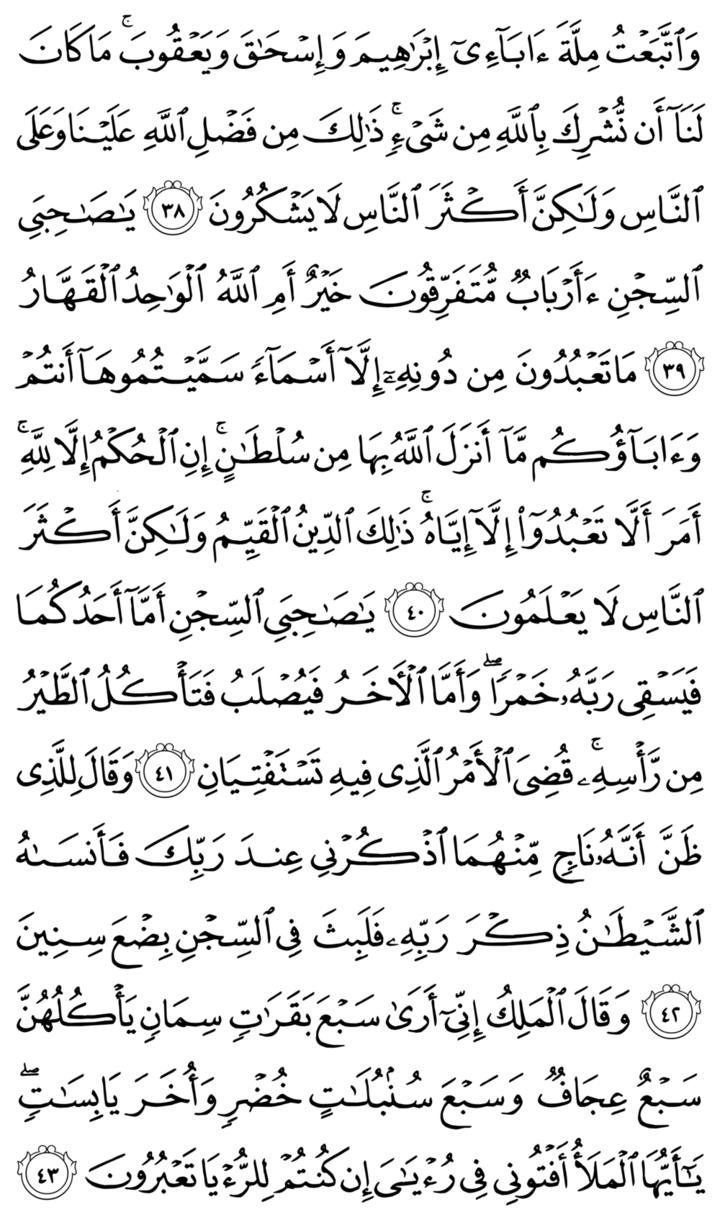 وَٱتَّبَعْتُ مِلَّةَ ءَابَآءِىٓ إِبْرَٰهِيمَ وَإِسْحَٰقَ وَيَعْقُوبَ ۚ مَا كَانَ
لَنَآ أَن نُّشْرِكَ بِٱللَّهِ مِن شَىْءٍ ۚ ذَٰلِكَ مِن فَضْلِ ٱللَّهِ عَلَيْنَا وَعَلَى
ٱلنَّاسِ وَلَٰكِنَّ أَكْثَرَ ٱلنَّاسِ لَا يَشْكُرُونَ ٣٨ يَٰصَىٰحِبَىِ
ٱلسِّجْنِ ءَأَرْبَابٌ مُّتَفَرِّقُونَ خَيْرٌ أَمِ ٱللَّهُ ٱلْوَٰحِدُ ٱلْقَهَّارُ
٣٩ مَا تَعْبُدُونَ مِن دُونِهِۦٓ إِلَّآ أَسْمَآءً سَمَّيْتُمُوهَآ أَنتُمْ
وَءَابَآؤُكُم مَّآ أَنزَلَ ٱللَّهُ بِهَا مِن سُلْطَٰنٍ ۚ إِنِ ٱلْحُكْمُ إِلَّا لِلَّهِ ۚ
أَمَرَ أَلَّا تَعْبُدُوٓا۟ إِلَّآ إِيَّاهُ ۚ ذَٰلِكَ ٱلدِّينُ ٱلْقَيِّمُ وَلَٰكِنَّ أَكْثَرَ
ٱلنَّاسِ لَا يَعْلَمُونَ ٤٠ يَٰصَىٰحِبَىِ ٱلسِّجْنِ أَمَّآ أَحَدُكُمَا
فَيَسْقِى رَبَّهُۥ خَمْرًا ۖ وَأَمَّا ٱلْءَاخَرُ فَيُصْلَبُ فَتَأْكُلُ ٱلطَّيْرُ
مِن رَّأْسِهِۦ ۚ قُضِىَ ٱلْأَمْرُ ٱلَّذِى فِيهِ تَسْتَفْتِيَانِ ٤١ وَقَالَ لِلَّذِى
ظَنَّ أَنَّهُۥ نَاجٍ مِّنْهُمَا ٱذْكُرْنِى عِندَ رَبِّكَ فَأَنسَىٰهُ
ٱلشَّيْطَٰنُ ذِكْرَ رَبِّهِۦ فَلَبِثَ فِى ٱلسِّجْنِ بِضْعَ سِنِينَ
٤٢ وَقَالَ ٱلْمَلِكُ إِنِّىٓ أَرَىٰ سَبْعَ بَقَرَٰتٍ سِمَانٍ يَأْكُلُهُنَّ
سَبْعٌ عِجَافٌ وَسَبْعَ سُنۢبُلَٰتٍ خُضْرٍ وَأُخَرَ يَابِسَٰتٍ ۖ
يَٰٓأَيُّهَا ٱلْمَلَأُ أَفْتُونِى فِى رُءْيَٰىَ إِن كُنتُمْ لِلرُّءْيَا تَعْبُرُونَ ٤٣